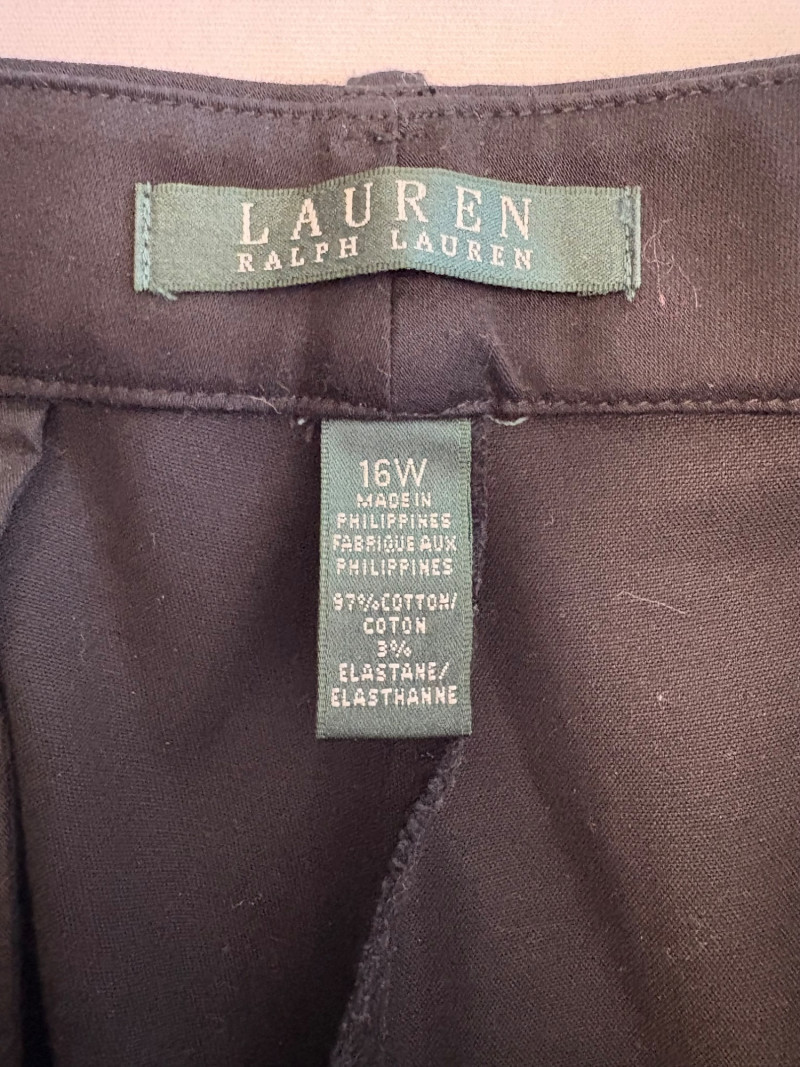 LAUREN
RALPH LAUREN
16W
MADE IN
PHILIPPINES
FABRIQUE AUX
PHILIPPINES
97%COTTON/
COTON
3%
ELASTANE/
ELASTHANNE